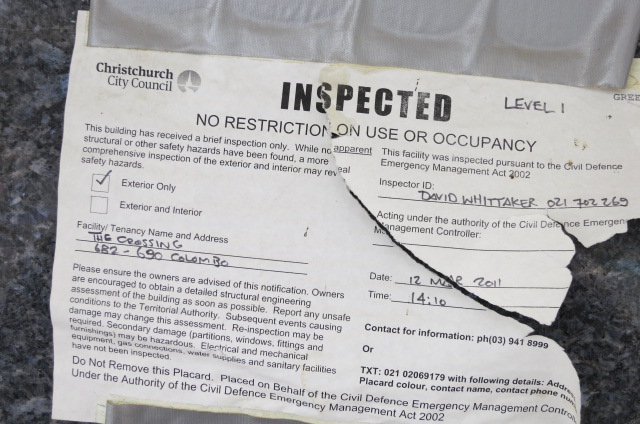 Christchurch
City Council
INSPECTED
LEVEL 1
GREE
NO RESTRICTION ON USE OR OCCUPANCY
This building has received a brief inspection only. While no apparent
structural or other safety hazards have been found, a more
comprehensive inspection of the exterior and interior may reveal
safety hazards.
Exterior Only
Exterior and Interior
Facility/ Tenancy Name and Address
THE CROSSING
682 - 690 COLOMBO
Please ensure the owners are advised of this notification. Owners
are encouraged to obtain a detailed structural engineering
assessment of the building as soon as possible. Report any unsafe
conditions to the Territorial Authority. Subsequent events causing
damage may change this assessment. Re-inspection may be
required. Secondary damage (partitions, windows, fittings and
furnishings) may be hazardous. Electrical and mechanical
equipment, gas connections, water supplies and sanitary facilities
have not been inspected.
This facility was inspected pursuant to the Civil Defence
Emergency Management Act 2002
Inspector ID:
DAVID WHITTAKER 021 702 269
Acting under the authority of the Civil Defence Emergen
Management Controller:
Date: 12 MAR 2011
Time: 14:10
Contact for information: ph(03) 941 8999
Or
TXT: 021 02069179 with following details: Addre
Placard colour, contact name, contact phone num
Do Not Remove this Placard. Placed on Behalf of the Civil Defence Emergency Management Contro
Under the Authority of the Civil Defence Emergency Management Act 2002